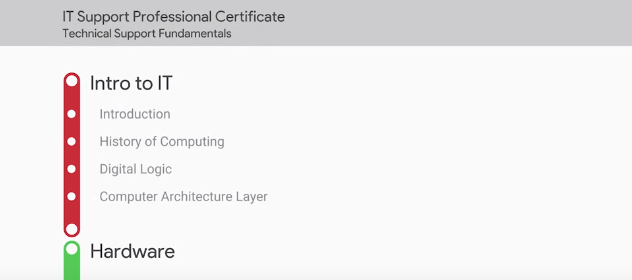 IT Support Professional Certificate
Technical Support Fundamentals
Intro to IT
Introduction
History of Computing
Digital Logic
Computer Architecture Layer
Hardware